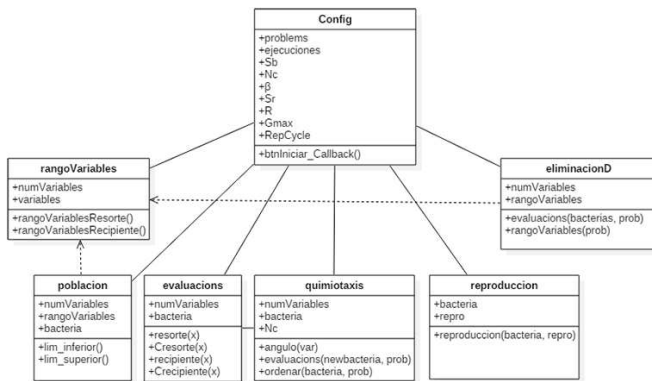 Config
+problems
+ejecuciones
+Sb
+Nc
+β
+Sr
+R
+Gmax
+RepCycle
+btnIniciar_Callback()
rangoVariables
+numVariables
+variables
+rangoVariablesResorte()
+rangoVariablesRecipiente()
eliminacionD
+numVariables
+rangoVariables
+evaluacions(bacterias, prob)
+rangoVariables(prob)
poblacion
+numVariables
+rangoVariables
+bacteria
+lim_inferior()
+lim_superior()
evaluacions
+numVariables
+bacteria
+resorte(x)
+Cresorte(x)
+recipiente(x)
+Crecipiente(x)
quimiotaxis
+numVariables
+bacteria
+Nc
+angulo(var)
+evaluacions(newbacteria, prob)
+ordenar(bacteria, prob)
reproduccion
+bacteria
+repro
+reproduccion(bacteria, repro)